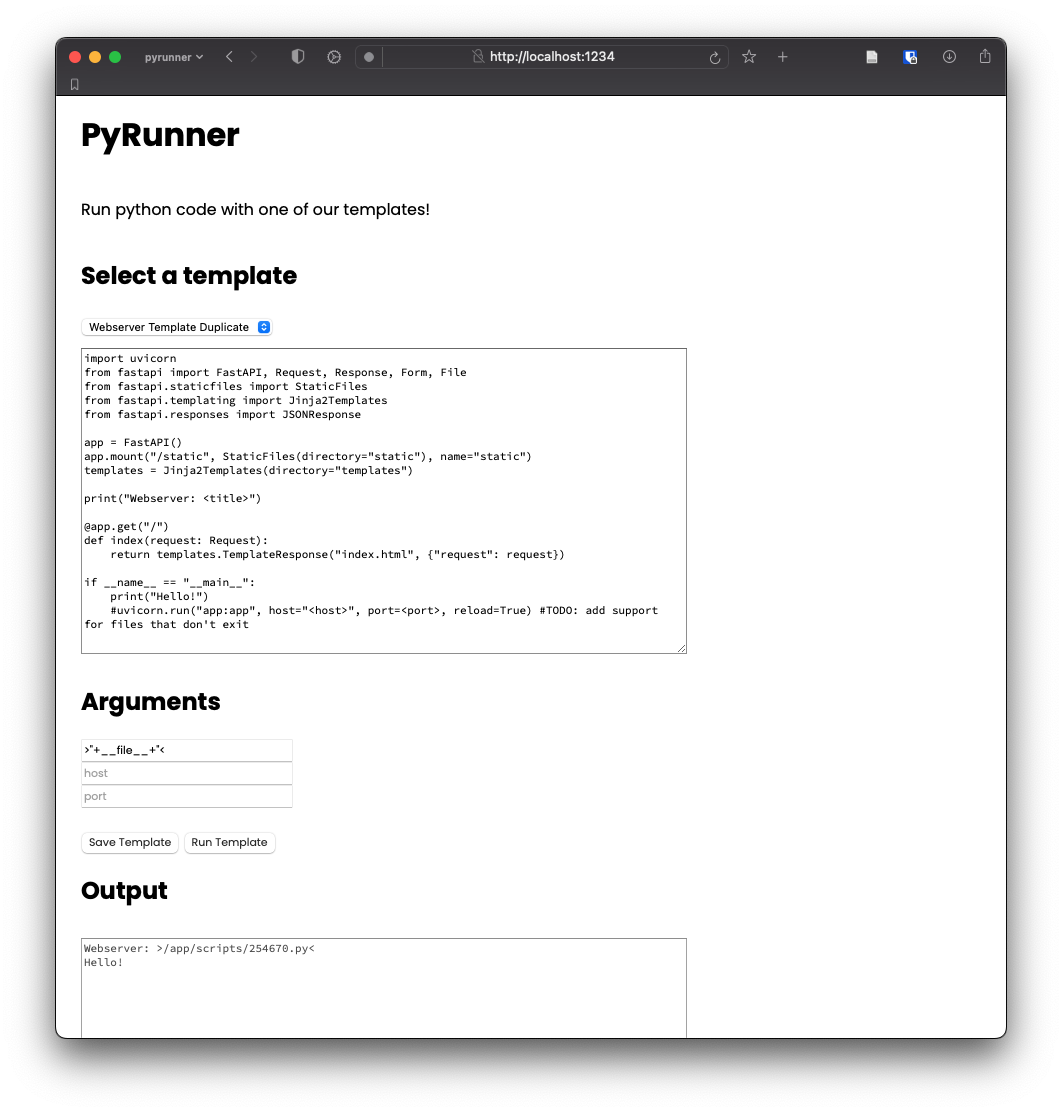 pyrunner
http://localhost:1234
PyRunner
Run python code with one of our templates!
Select a template
Webserver Template Duplicate
import uvicorn
from fastapi import FastAPI, Request, Response, Form, File
from fastapi.staticfiles import StaticFiles
from fastapi.templating import Jinja2Templates
from fastapi.responses import JSONResponse
app = FastAPI()
app.mount("/static", StaticFiles(directory="static"), name="static")
templates = Jinja2Templates(directory="templates")
print("Webserver: <title>")
@app.get("/")
def index(request: Request):
    return templates.TemplateResponse("index.html", {"request": request})
if __name__ == "__main__":
    print("Hello!")
    #uvicorn.run("app:app", host="<host>", port=<port>, reload=True) #TODO: add support
for files that don't exit
Arguments
>"+__file__+"<
host
port
Save Template Run Template
Output
Webserver: >/app/scripts/254670.py<
Hello!